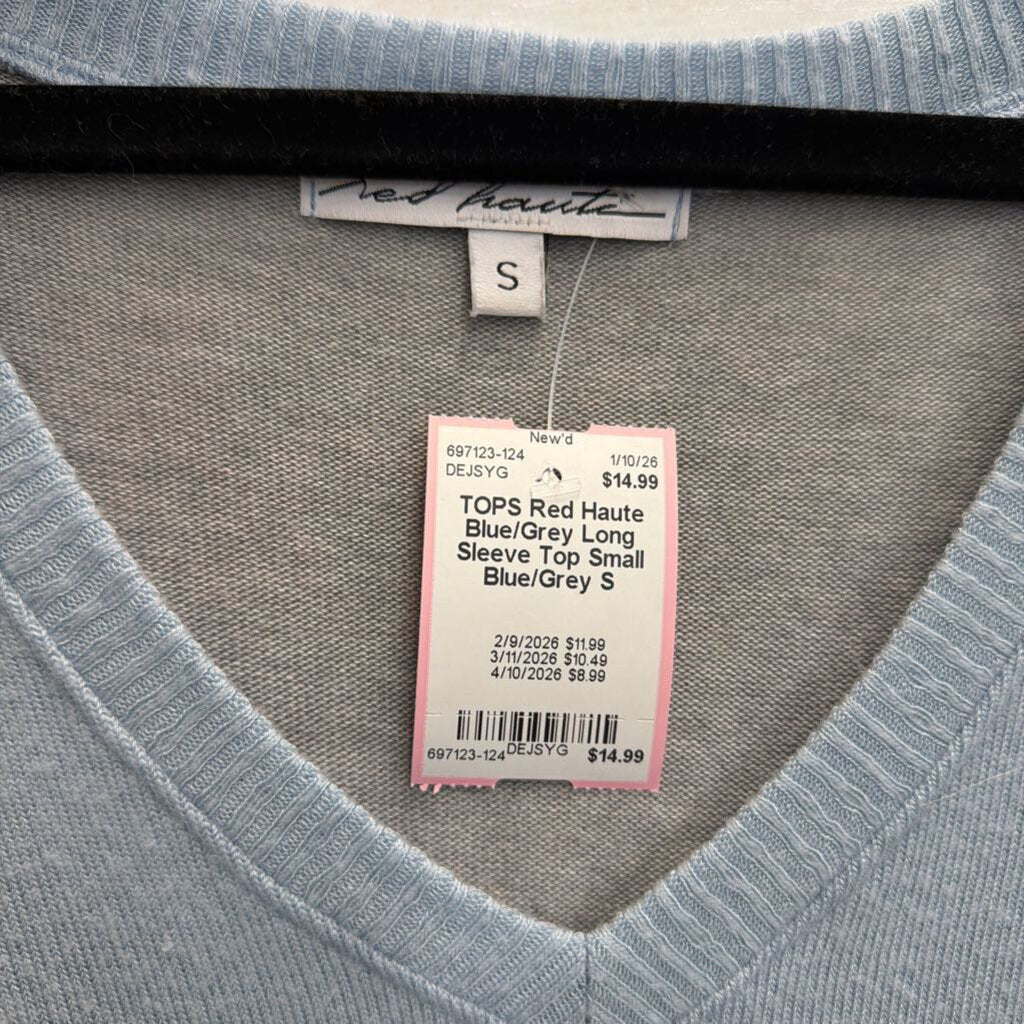 red haute
S
New'd
697123-124 1/10/26
DEJSYG $14.99
TOPS Red Haute
Blue/Grey Long
Sleeve Top Small
Blue/Grey S
2/9/2026 $11.99
3/11/2026 $10.49
4/10/2026 $8.99
697123-124 DEJSYG $14.99